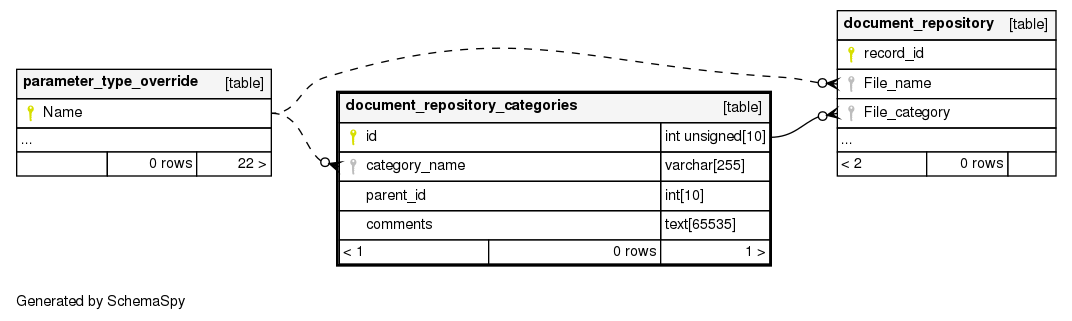 parameter_type_override [table]
Name
...
0 rows 22 >
document_repository_categories [table]
id int unsigned[10]
category_name varchar[255]
parent_id int[10]
comments text[65535]
< 1 0 rows 1 >
document_repository [table]
record_id
File_name
File_category
...
< 2 0 rows
Generated by SchemaSpy